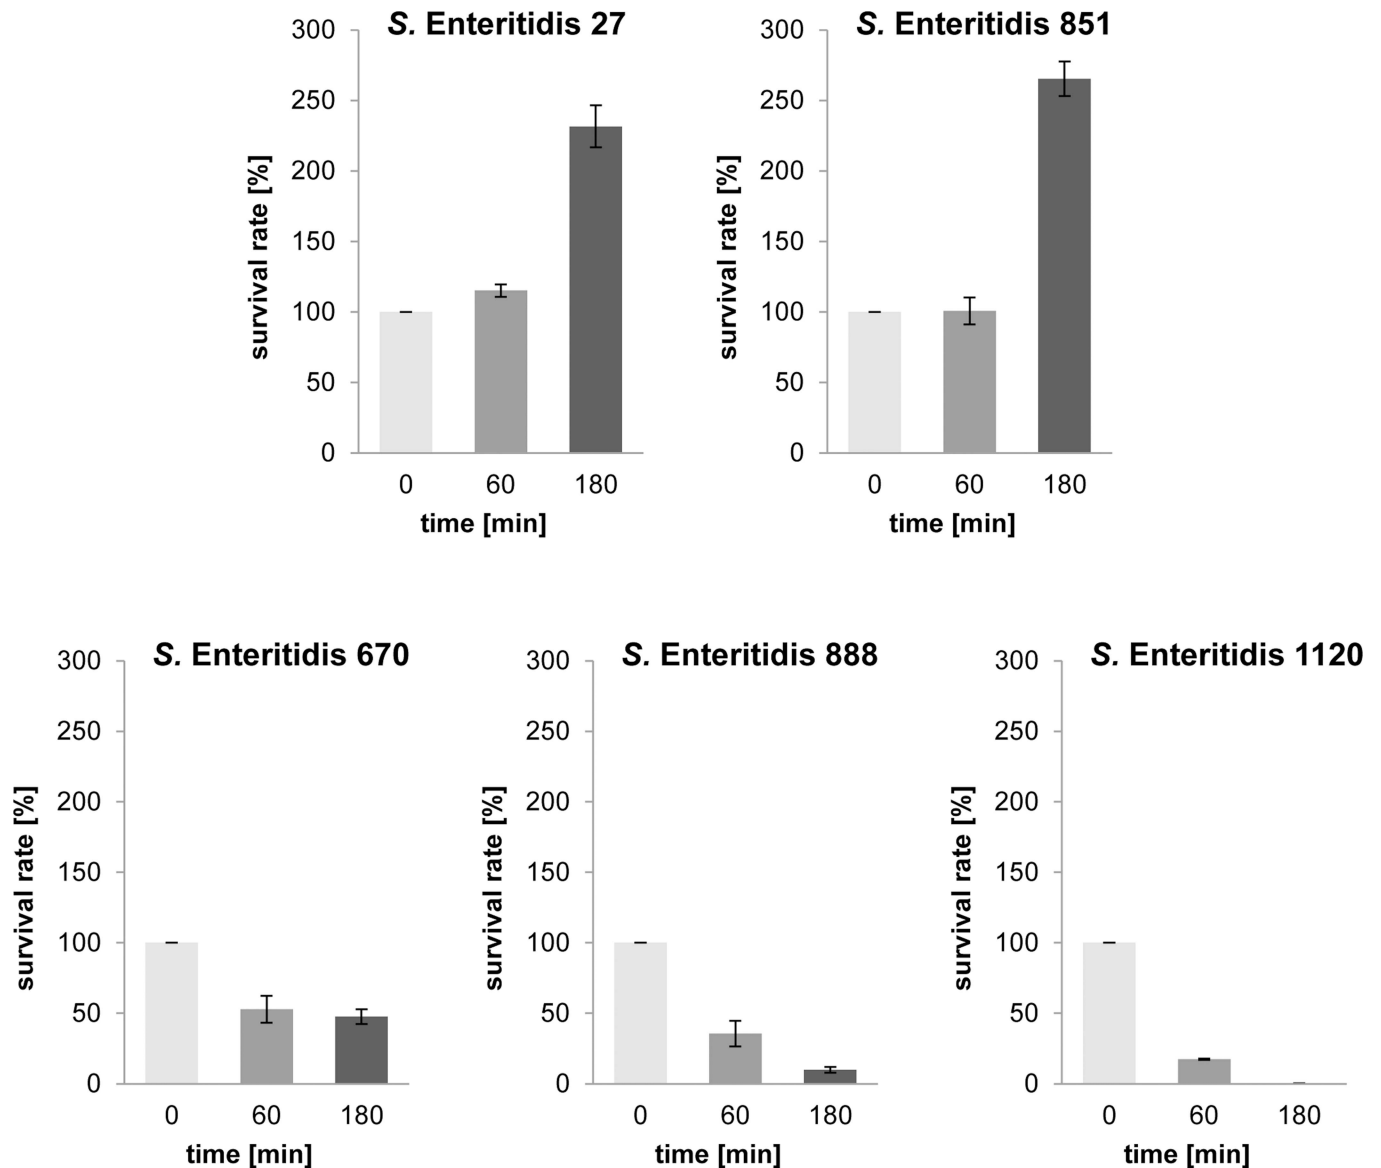 S. Enteritidis 27
300
250
200
150
100
50
0
survival rate [%]
0 60 180
time [min]
S. Enteritidis 851
300
250
200
150
100
50
0
survival rate [%]
0 60 180
time [min]
S. Enteritidis 670
300
250
200
150
100
50
0
survival rate [%]
0 60 180
time [min]
S. Enteritidis 888
300
250
200
150
100
50
0
survival rate [%]
0 60 180
time [min]
S. Enteritidis 1120
300
250
200
150
100
50
0
survival rate [%]
0 60 180
time [min]